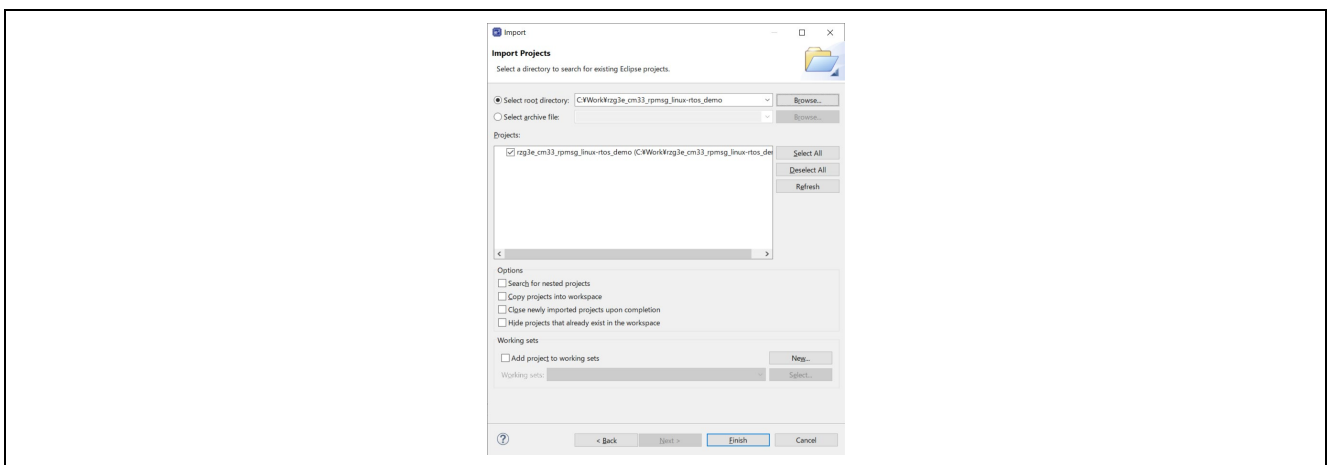 Import
Import Projects
Select a directory to search for existing Eclipse projects.
Select root directory: C:¥Work¥rzg3e_cm33_rpmsg_linux-rtos_demo Browse...
Select archive file: Browse...
Projects:
rzg3e_cm33_rpmsg_linux-rtos_demo (C:¥Work¥rzg3e_cm33_rpmsg_linux-rtos_der
Select All
Deselect All
Refresh
Options
Search for nested projects
Copy projects into workspace
Close newly imported projects upon completion
Hide projects that already exist in the workspace
Working sets
Add project to working sets New...
Working sets: Select...
? < Back Next > Finish Cancel